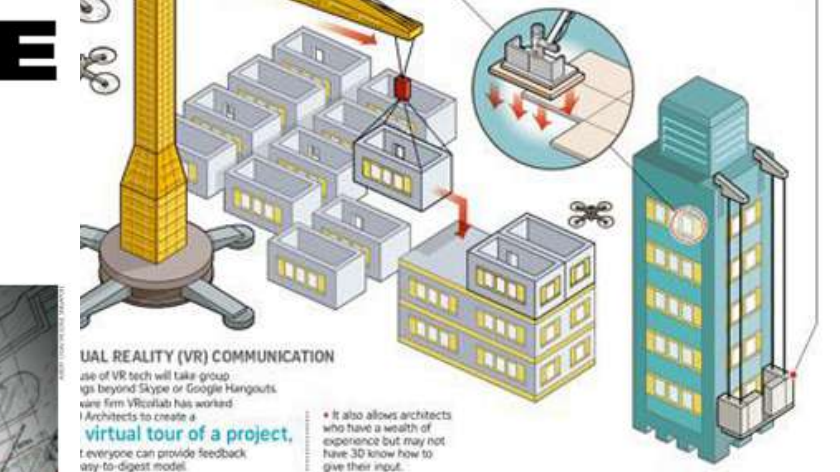 E
UAL REALITY (VR) COMMUNICATION
use of VR tech will take group
gs beyond Skype or Google Hangouts.
ware firm VRcollab has worked
Architects to create a
virtual tour of a project,
everyone can provide feedback
asy-to-digest model.
• It also allows architects
who have a wealth of
experience but may not
have 3D know how to
give their input.